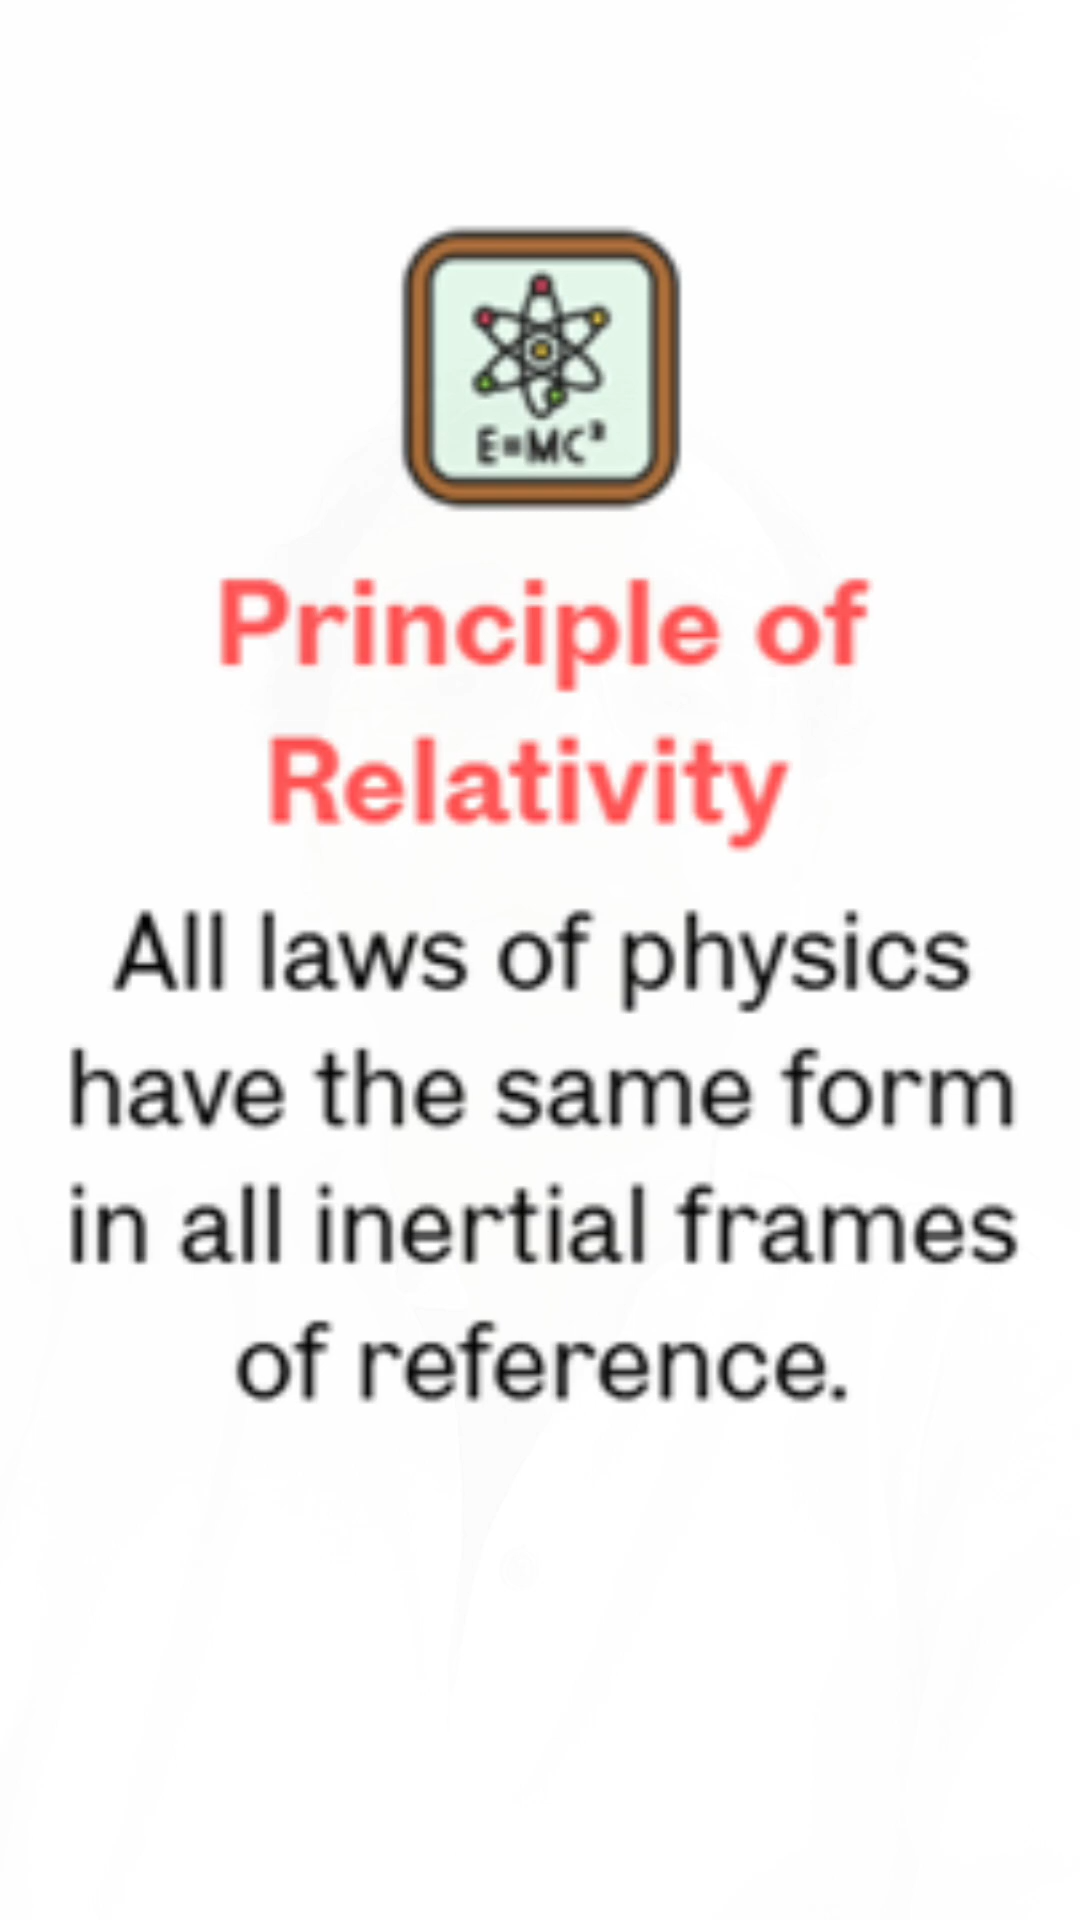 E=MC²
Principle of
Relativity
All laws of physics
have the same form
in all inertial frames
of reference.